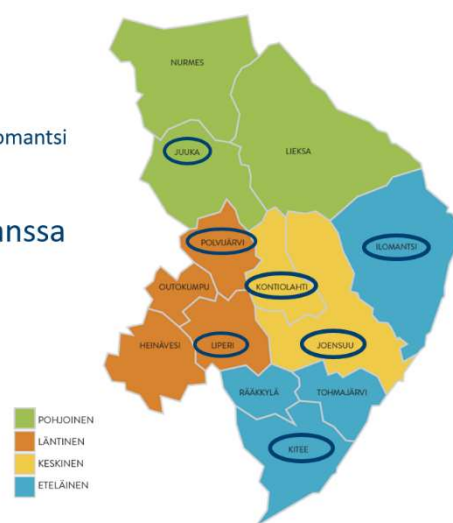 omantsi
anssa
NURMES
JUUKA
LIEKSA
POLVIJÄRVI
ILOMANTSI
OUTOKUMPU
KONTIOLAHTI
HEINÄVESI
LIPERI
JOENSUU
RÄÄKKYLÄ
TOHMAJÄRVI
KITEE
POHJOINEN
LÄNTINEN
KESKINEN
ETELÄINEN